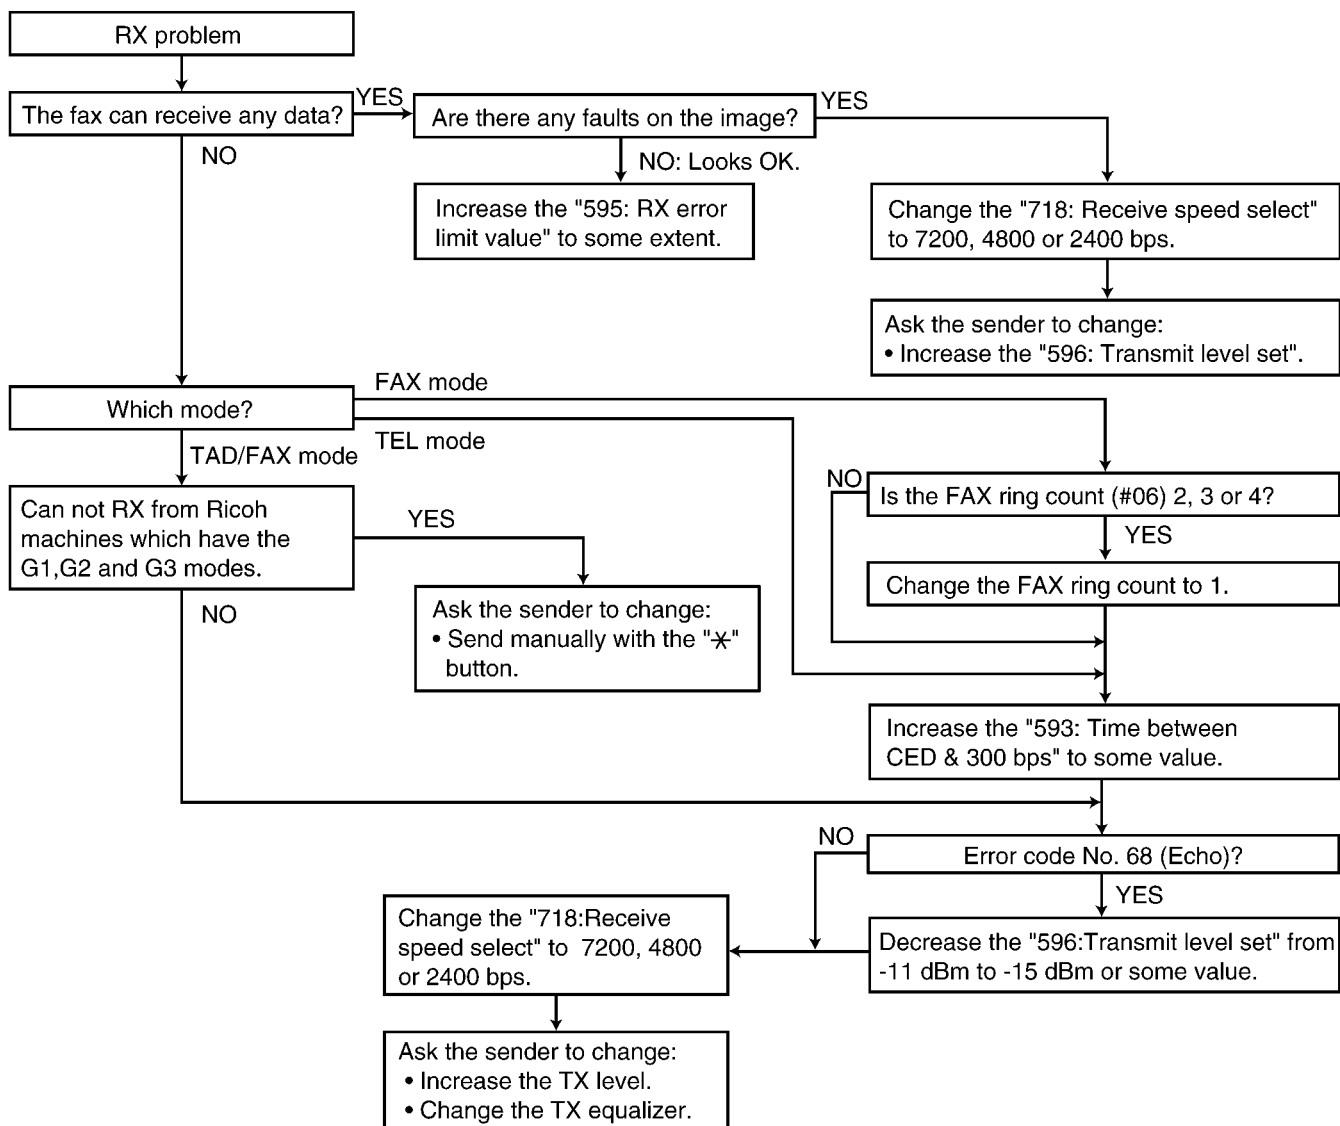 RX problem
The fax can receive any data?
YES
Are there any faults on the image?
YES
NO
NO: Looks OK.
Increase the "595: RX error
limit value" to some extent.
Change the "718: Receive speed select"
to 7200, 4800 or 2400 bps.
Ask the sender to change:
• Increase the "596: Transmit level set".
Which mode?
FAX mode
TEL mode
TAD/FAX mode
NO
Is the FAX ring count (#06) 2, 3 or 4?
YES
Change the FAX ring count to 1.
Can not RX from Ricoh
machines which have the
G1,G2 and G3 modes.
YES
NO
Ask the sender to change:
• Send manually with the "*"
button.
Increase the "593: Time between
CED & 300 bps" to some value.
NO
Error code No. 68 (Echo)?
YES
Decrease the "596:Transmit level set" from
-11 dBm to -15 dBm or some value.
Change the "718:Receive
speed select" to 7200, 4800
or 2400 bps.
Ask the sender to change:
• Increase the TX level.
• Change the TX equalizer.